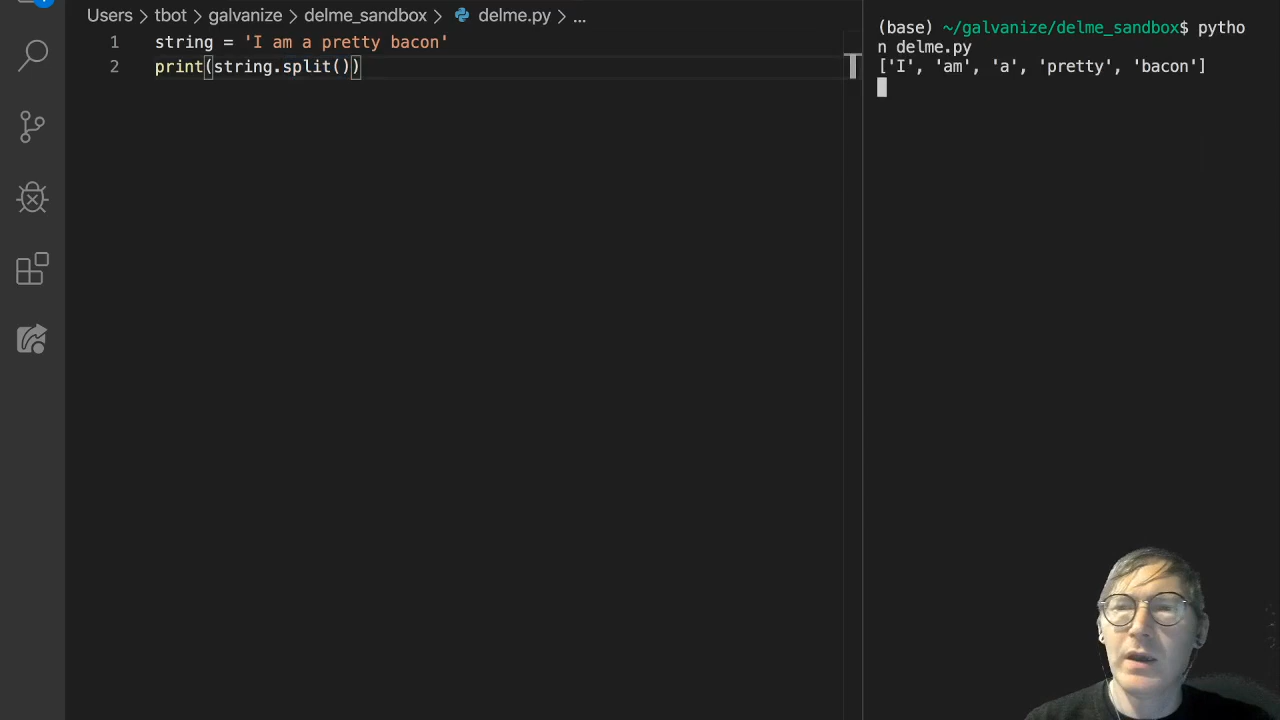 Users > tbot > galvanize > delme_sandbox > delme.py > ...
1 string = 'I am a pretty bacon'
2 print(string.split())
(base) ~/galvanize/delme_sandbox$ pytho
n delme.py
['I', 'am', 'a', 'pretty', 'bacon']